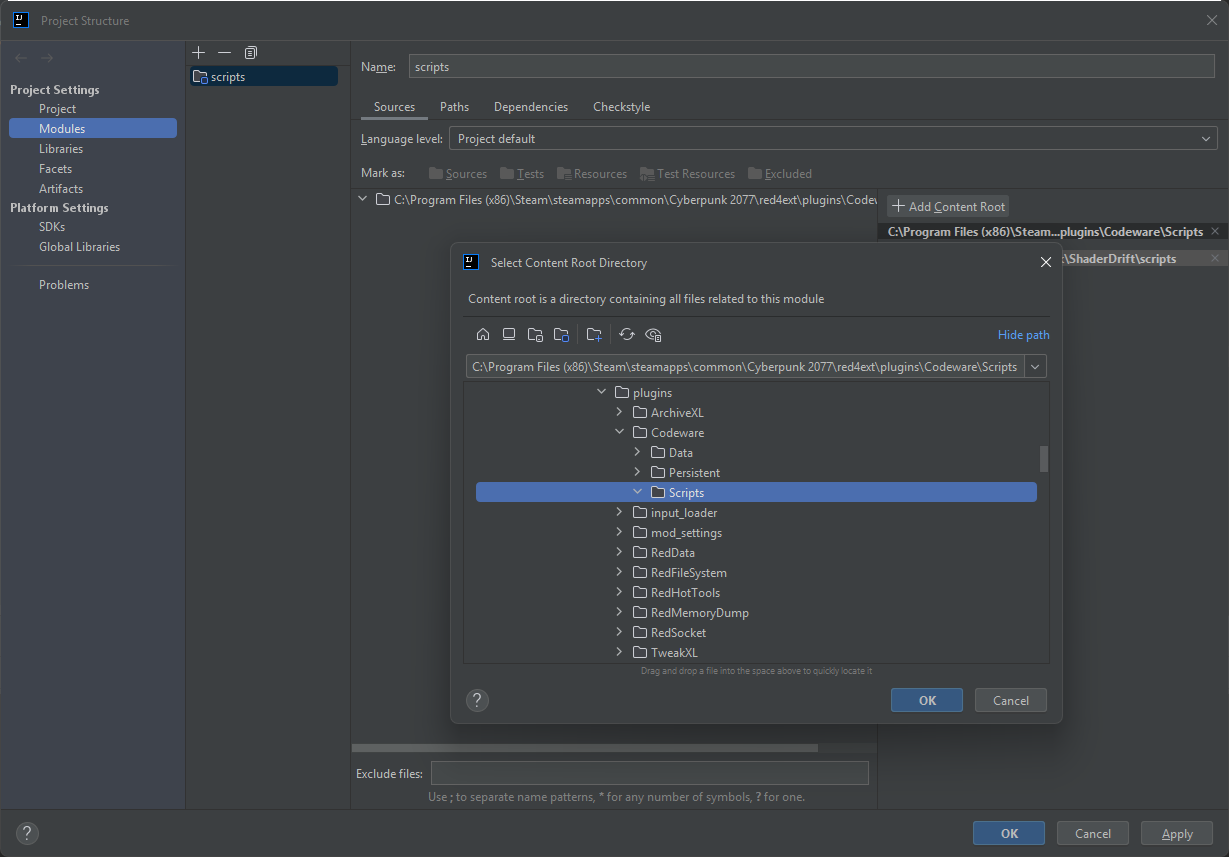 Project Structure
Project Settings
Project
Modules
Libraries
Facets
Artifacts
Platform Settings
SDKs
Global Libraries
Problems
scripts
Name: scripts
Sources Paths Dependencies Checkstyle
Language level: Project default
Mark as: Sources Tests Resources Test Resources Excluded
C:\Program Files (x86)\Steam\steamapps\common\Cyberpunk 2077\red4ext\plugins\Codew
Add Content Root
C:\Program Files (x86)\Steam...plugins\Codeware\Scripts
\ShaderDrift\scripts
Select Content Root Directory
Content root is a directory containing all files related to this module
Hide path
C:\Program Files (x86)\Steam\steamapps\common\Cyberpunk 2077\red4ext\plugins\Codeware\Scripts
plugins
ArchiveXL
Codeware
Data
Persistent
Scripts
input_loader
mod_settings
RedData
RedFileSystem
RedHotTools
RedMemoryDump
RedSocket
TweakXL
Drag and drop a file into the space above to quickly locate it
? OK Cancel
Exclude files:
Use ; to separate name patterns, * for any number of symbols, ? for one.
? OK Cancel Apply